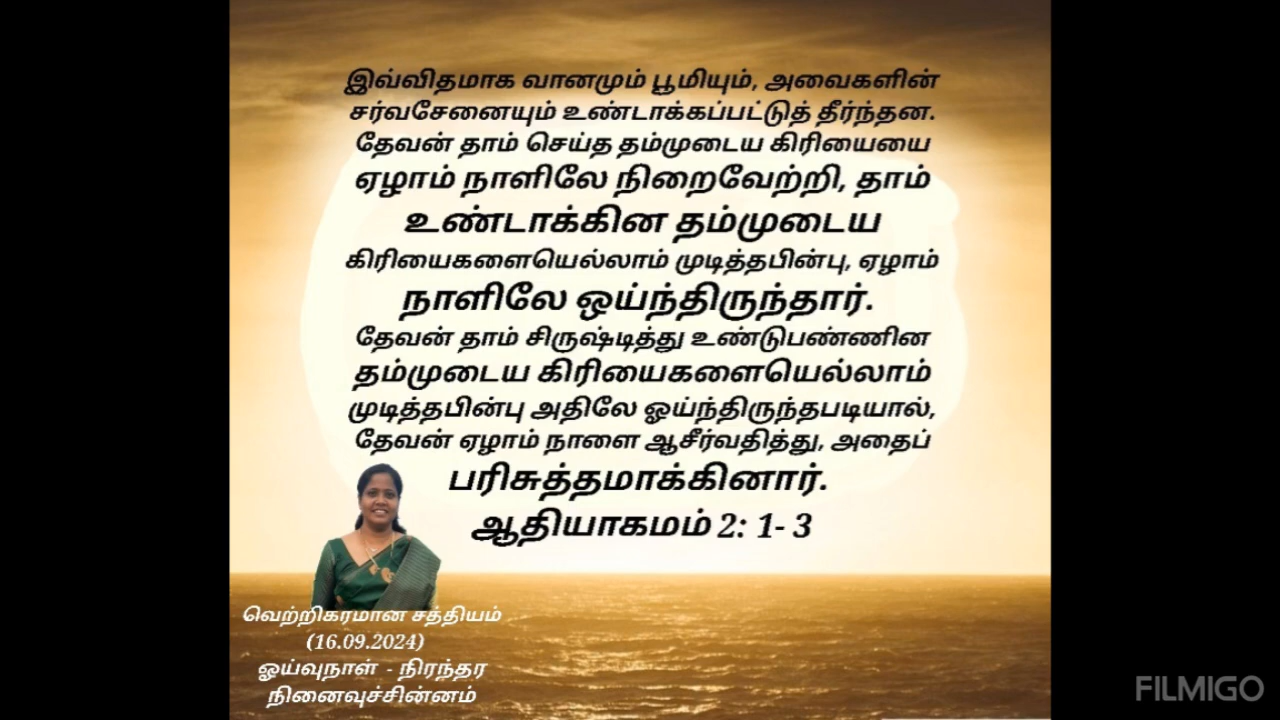 இவ்விதமாக வானமும் பூமியும், அவைகளின்
சர்வசேனையும் உண்டாக்கப்பட்டுத் தீர்ந்தன.
தேவன் தாம் செய்த தம்முடைய கிரியையை
ஏழாம் நாளிலே நிறைவேற்றி, தாம்
உண்டாக்கின தம்முடைய
கிரியைகளையெல்லாம் முடித்தபின்பு, ஏழாம்
நாளிலே ஒய்ந்திருந்தார்.
தேவன் தாம் சிருஷ்டித்து உண்டுபண்ணின
தம்முடைய கிரியைகளையெல்லாம்
முடித்தபின்பு அதிலே ஓய்ந்திருந்தபடியால்,
தேவன் ஏழாம் நாளை ஆசீர்வதித்து, அதைப்
பரிசுத்தமாக்கினார்.
ஆதியாகமம் 2: 1- 3
வெற்றிகரமான சத்தியம்
(16.09.2024)
ஓய்வுநாள் - நிரந்தர
நினைவுச்சின்னம்
FILMIGO